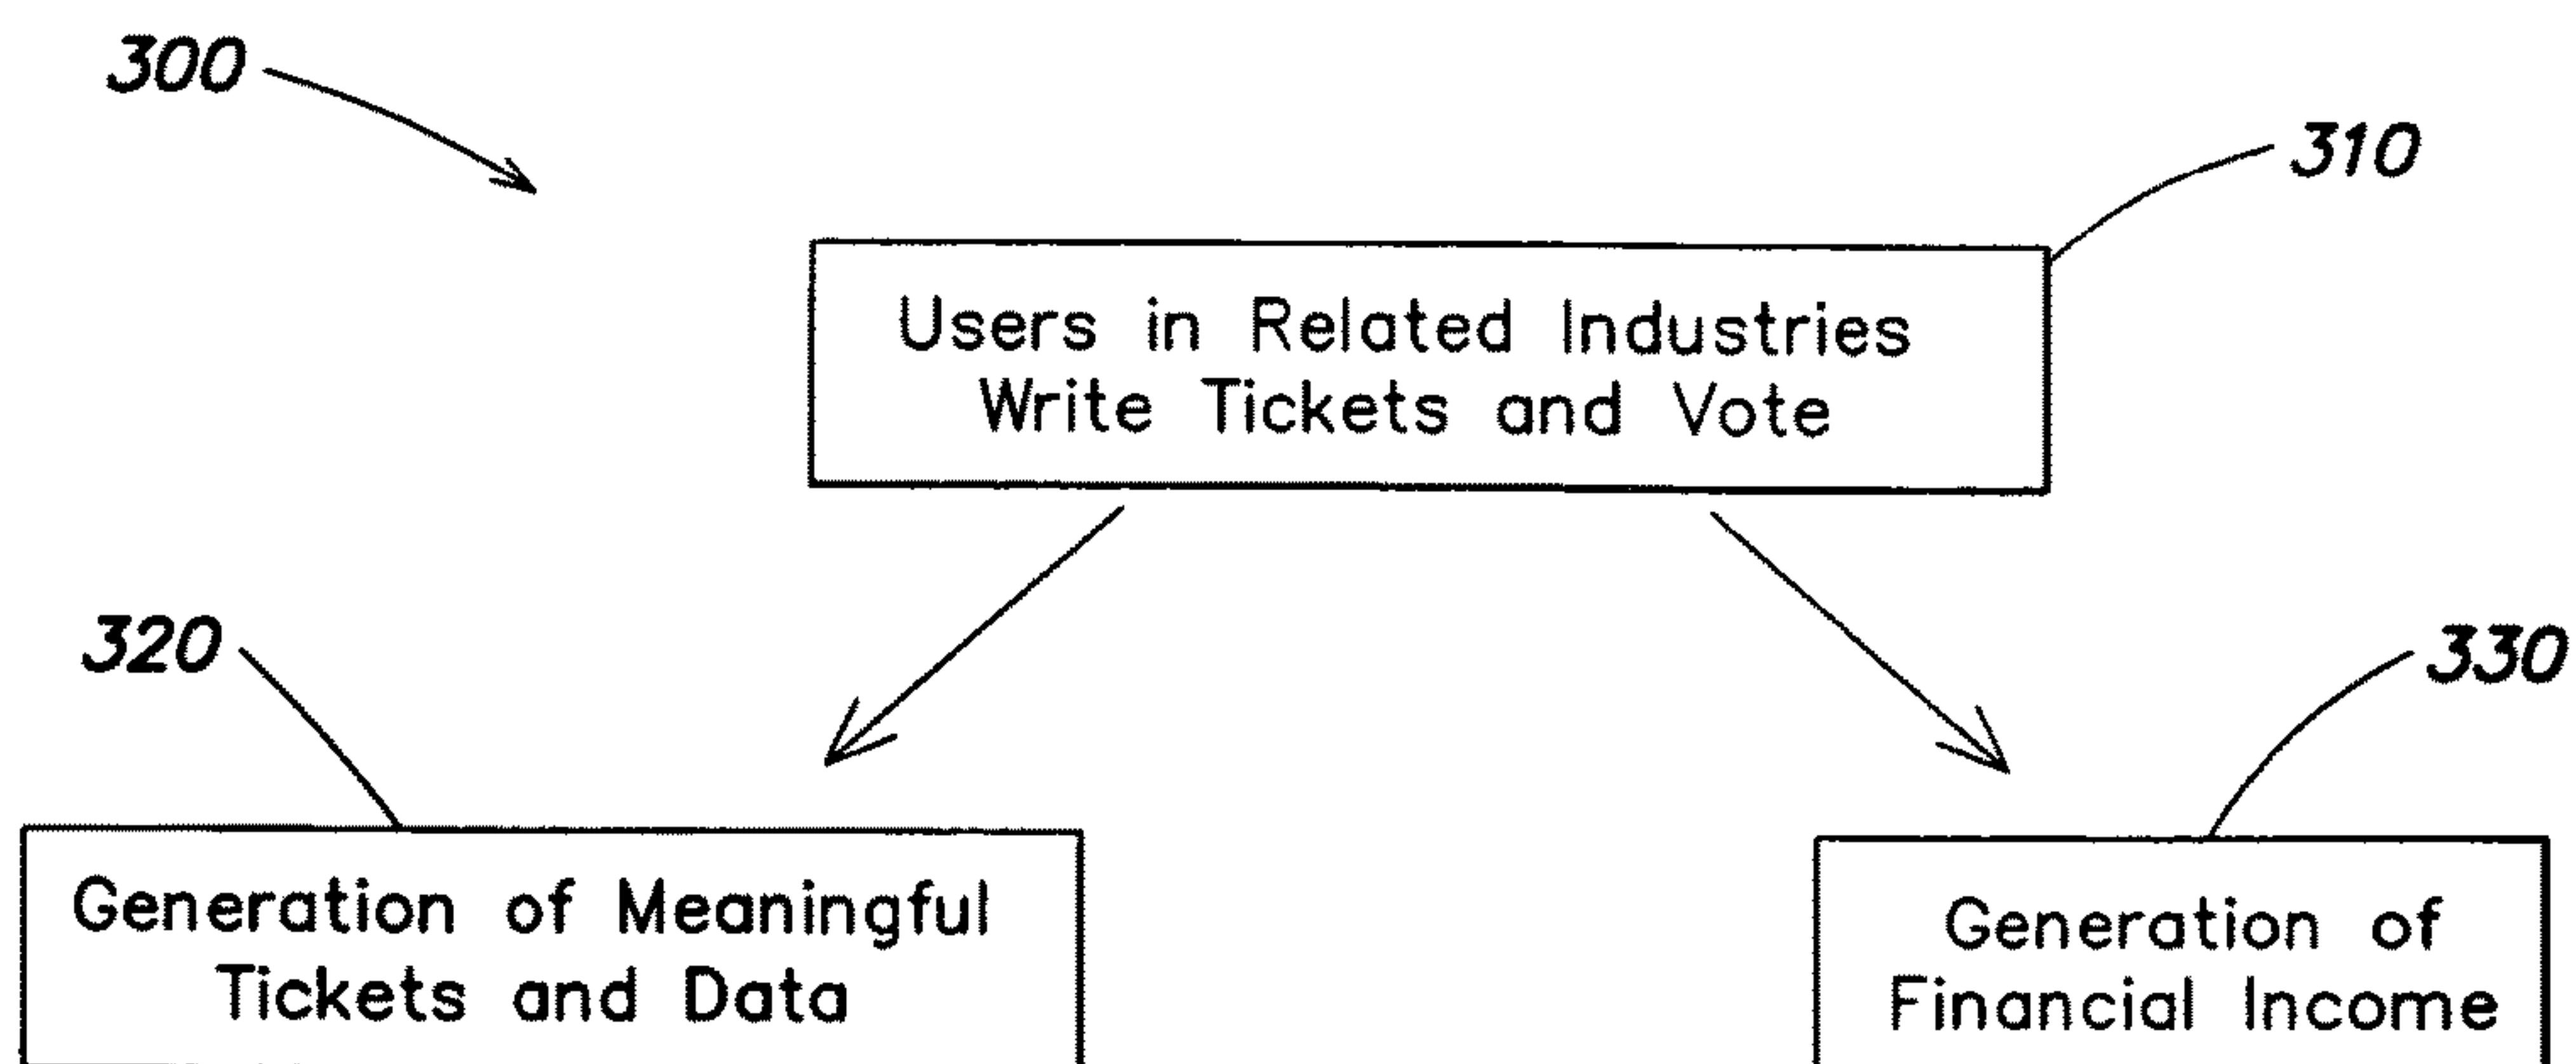 300
310
Users in Related Industries
Write Tickets and Vote
320
330
Generation of Meaningful
Tickets and Data
Generation of
Financial Income